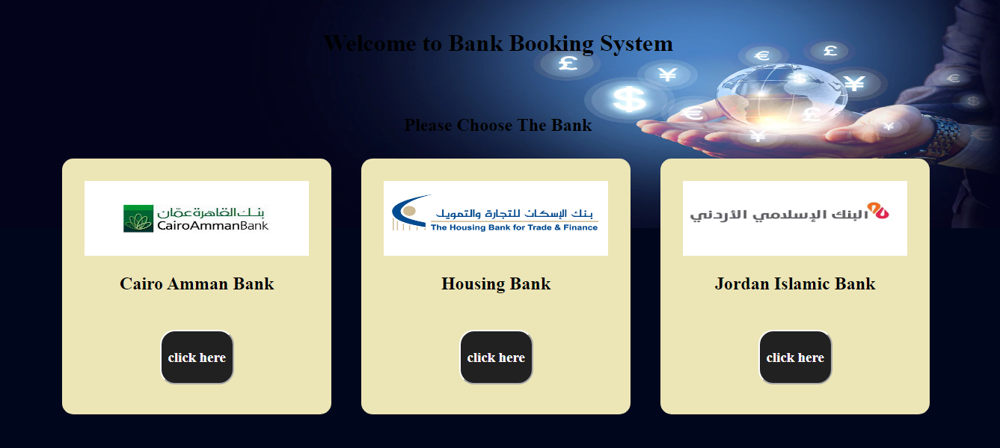 Welcome to Bank Booking System
Please Choose The Bank
بنك القاهرة عمّان
CairoAmmanBank
بنك الإسكان للتجارة والتمويل
The Housing Bank for Trade & Finance
البنك الإسلامي الأردني
Cairo Amman Bank
Housing Bank
Jordan Islamic Bank
click here
click here
click here